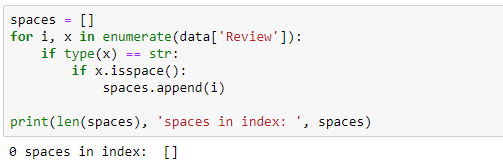 spaces = []
for i, x in enumerate(data['Review']):
    if type(x) == str:
        if x.isspace():
            spaces.append(i)

print(len(spaces), 'spaces in index: ', spaces)
0 spaces in index:  []